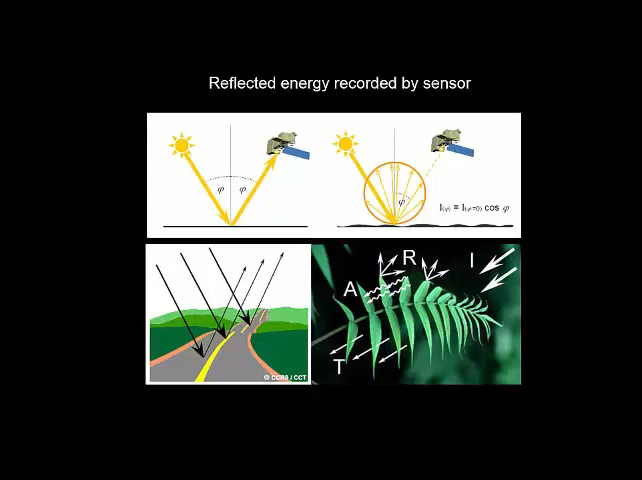 Reflected energy recorded by sensor
φ φ
φ
I(φ) = I(φ=0) cos φ
R
I
A
T
© CCRS / CCT